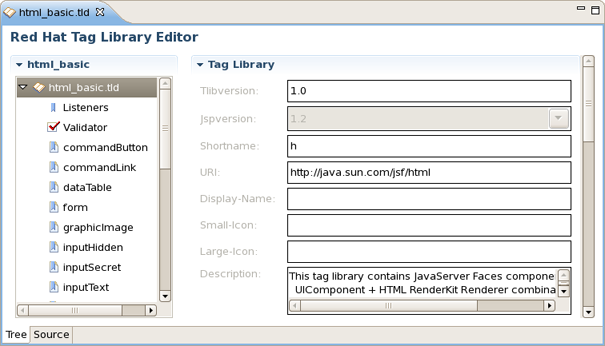 html_basic.tld
Red Hat Tag Library Editor
html_basic
html_basic.tld
Listeners
Validator
commandButton
commandLink
dataTable
form
graphicImage
inputHidden
inputSecret
inputText
Tag Library
Tlibversion: 1.0
Jspversion: 1.2
Shortname: h
URI: http://java.sun.com/jsf/html
Display-Name:
Small-Icon:
Large-Icon:
Description: This tag library contains JavaServer Faces compone
UIComponent + HTML RenderKit Renderer combina
Tree Source